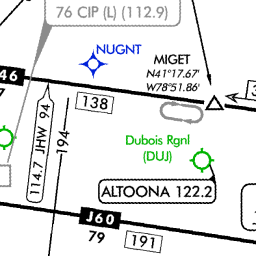 76 CIP (L) (112.9)
NUGNT
MIGET
N41°17.67'
W78°51.86'
46
7
138
114.7 JHW 94
194
Dubois Rgnl
(DUJ)
ALTOONA 122.2
J60
79
191